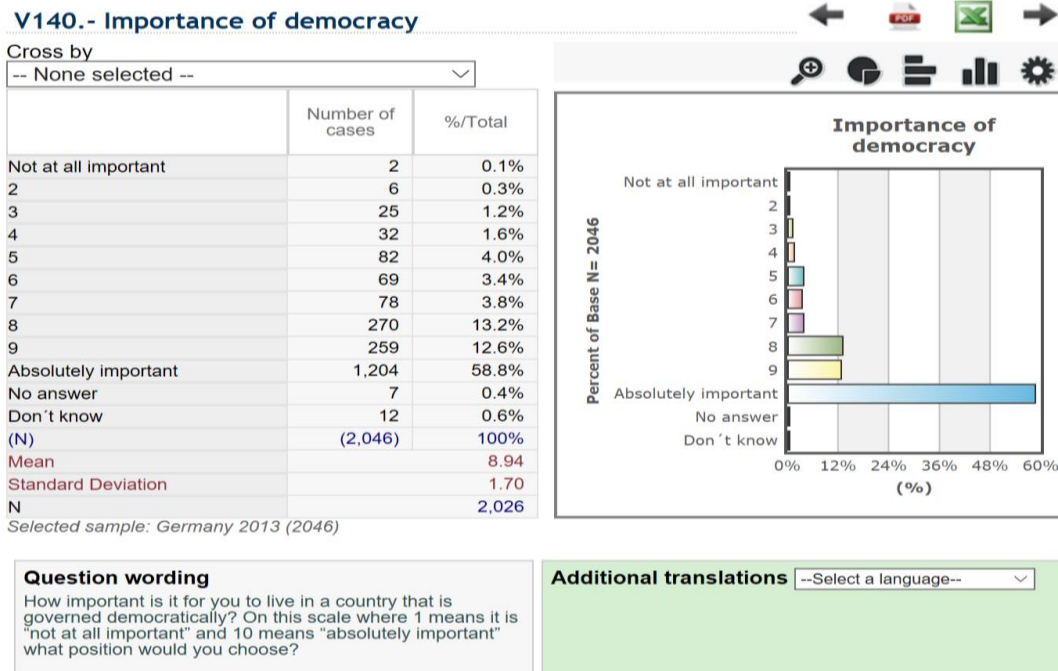 V140.- Importance of democracy
PDF
Cross by
-- None selected --
Number of cases %/Total
Not at all important 2 0.1%
2 6 0.3%
3 25 1.2%
4 32 1.6%
5 82 4.0%
6 69 3.4%
7 78 3.8%
8 270 13.2%
9 259 12.6%
Absolutely important 1,204 58.8%
No answer 7 0.4%
Don´t know 12 0.6%
(N) (2,046) 100%
Mean 8.94
Standard Deviation 1.70
N 2,026
Selected sample: Germany 2013 (2046)
Importance of
democracy
Percent of Base N= 2046
Not at all important
2
3
4
5
6
7
8
9
Absolutely important
No answer
Don´t know
0% 12% 24% 36% 48% 60%
(%)
Question wording
How important is it for you to live in a country that is
governed democratically? On this scale where 1 means it is
"not at all important” and 10 means “absolutely important”
what position would you choose?
Additional translations --Select a language--